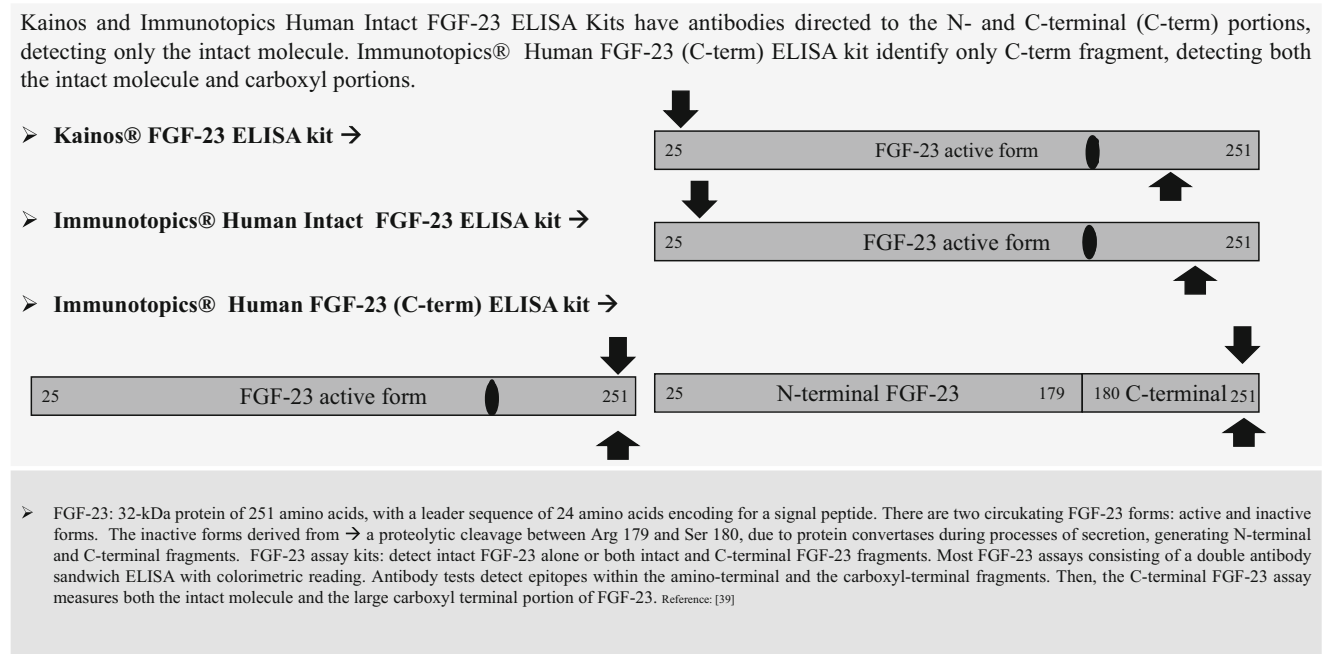 Kainos and Immunotopics Human Intact FGF-23 ELISA Kits have antibodies directed to the N- and C-terminal (C-term) portions,
detecting only the intact molecule. Immunotopics® Human FGF-23 (C-term) ELISA kit identify only C-term fragment, detecting both
the intact molecule and carboxyl portions.
➢ Kainos® FGF-23 ELISA kit →
25 FGF-23 active form 251
➢ Immunotopics® Human Intact FGF-23 ELISA kit →
25 FGF-23 active form 251
➢ Immunotopics® Human FGF-23 (C-term) ELISA kit →
25 FGF-23 active form 251
25 N-terminal FGF-23 179 180 C-terminal 251
➢ FGF-23: 32-kDa protein of 251 amino acids, with a leader sequence of 24 amino acids encoding for a signal peptide. There are two circukating FGF-23 forms: active and inactive
forms. The inactive forms derived from → a proteolytic cleavage between Arg 179 and Ser 180, due to protein convertases during processes of secretion, generating N-terminal
and C-terminal fragments. FGF-23 assay kits: detect intact FGF-23 alone or both intact and C-terminal FGF-23 fragments. Most FGF-23 assays consisting of a double antibody
sandwich ELISA with colorimetric reading. Antibody tests detect epitopes within the amino-terminal and the carboxyl-terminal fragments. Then, the C-terminal FGF-23 assay
measures both the intact molecule and the large carboxyl terminal portion of FGF-23. Reference: [39]